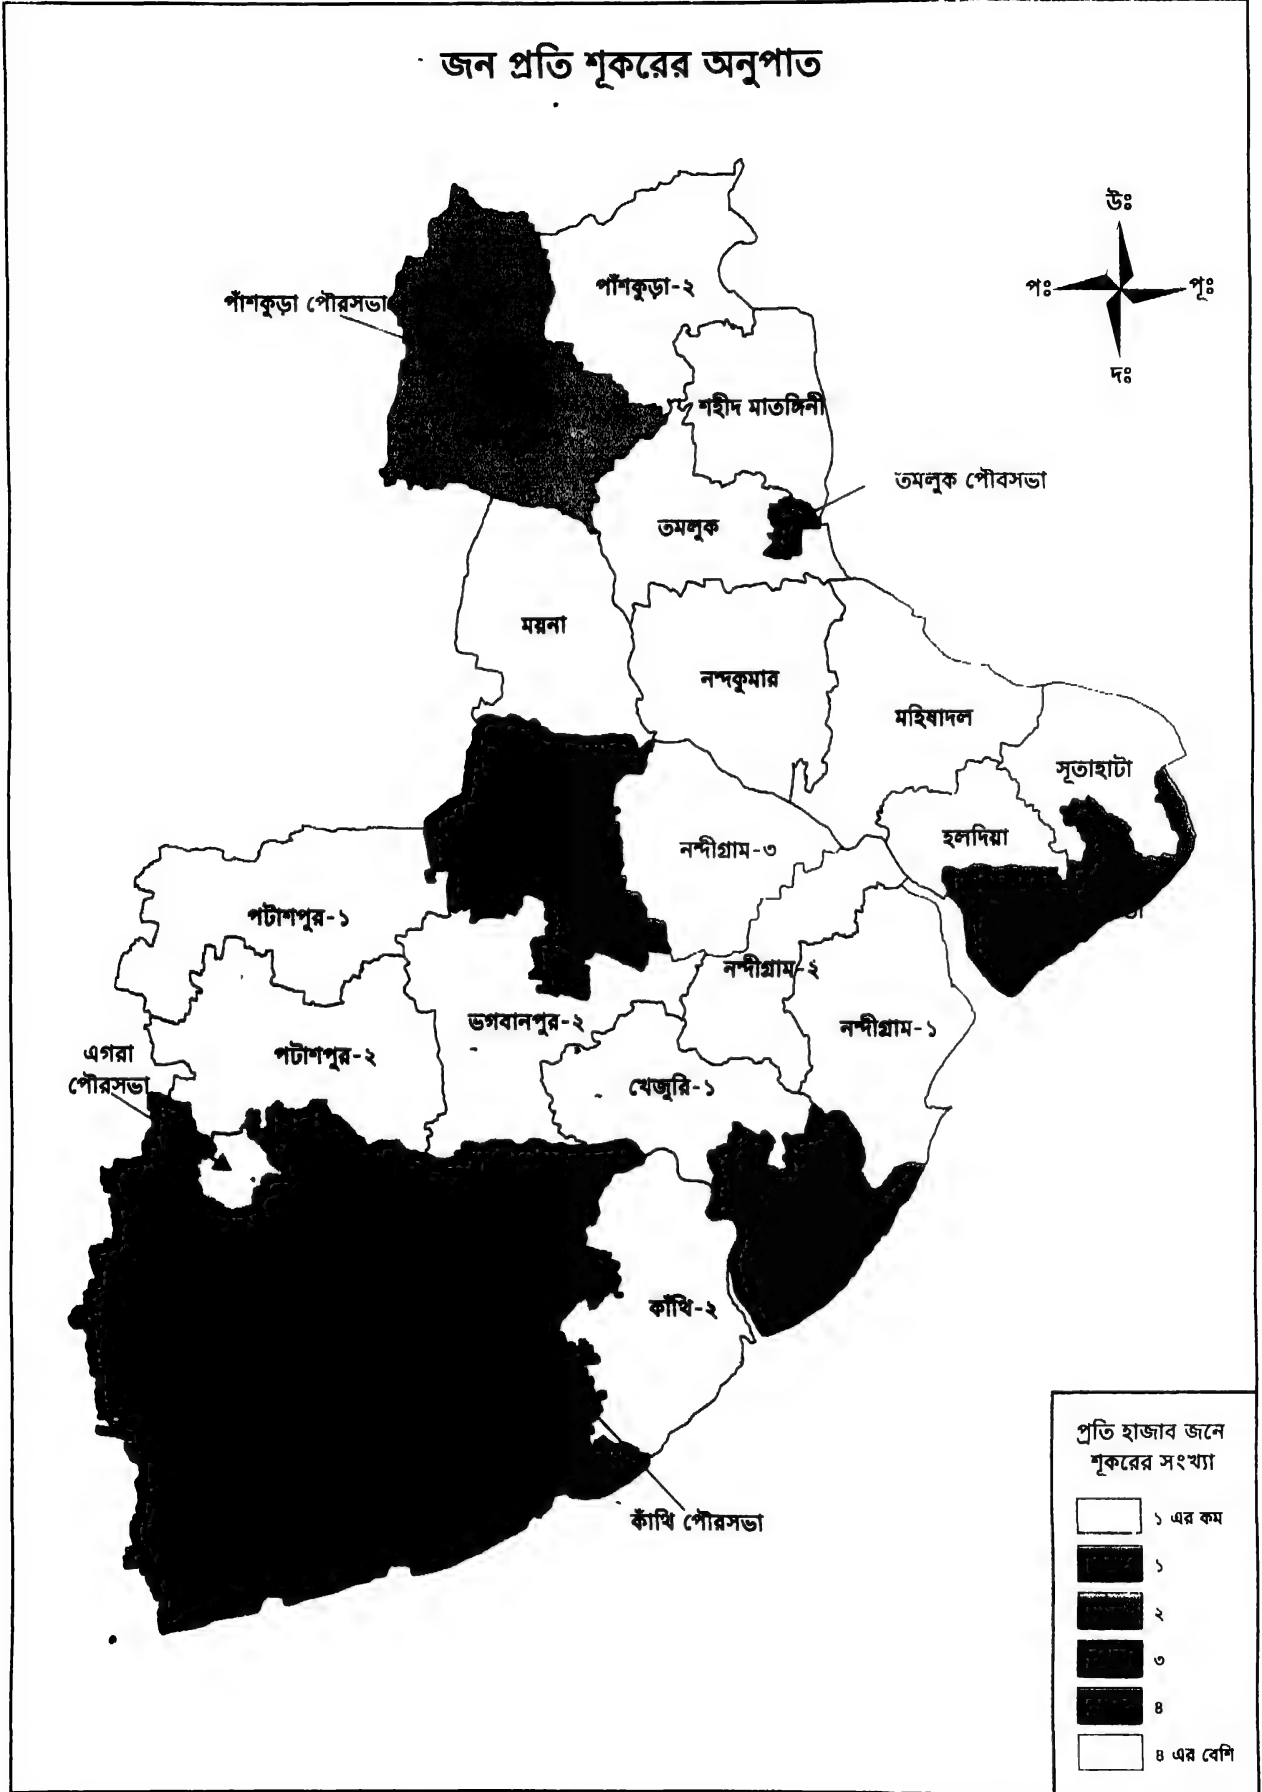 জন প্রতি শূকরের অনুপাত
উঃ
পঃ
পূঃ
দঃ
পাঁশকুড়া-২
পাঁশকুড়া পৌরসভা
শহীদ মাতঙ্গিনী
তমলুক পৌবসভা
তমলুক
ময়না
নন্দকুমার
মহিষাদল
সূতাহাটা
হলদিয়া
নন্দীগ্রাম-৩
পটাশপুর-১
নন্দীগ্রাম-২
ভগবানপুর-২
নন্দীগ্রাম-১
এগরা
পৌরসভা
পটাশপুর-২
খেজুরি-১
কাঁথি-২
কাঁথি পৌরসভা
প্রতি হাজাব জনে
শূকরের সংখ্যা
১ এর কম
১
২
৩
৪
৪ এর বেশি